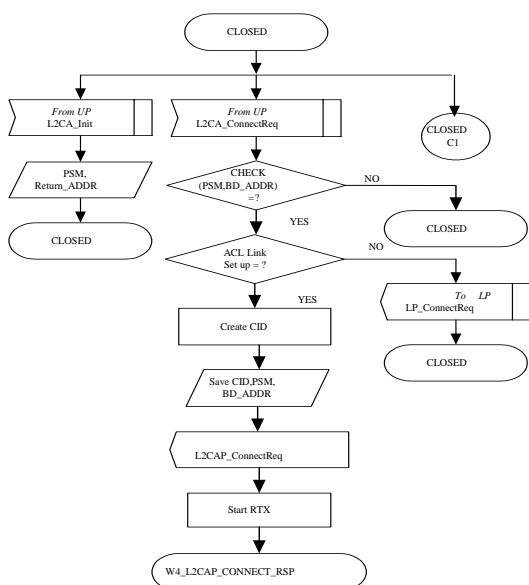 CLOSED
From UP
L2CA_Init
From UP
L2CA_ConnectReq
CLOSED
C1
PSM,
Return_ADDR
CHECK
(PSM,BD_ADDR)
=?
NO
CLOSED
YES
CLOSED
ACL Link
Set up = ?
NO
To LP
LP_ConnectReq
YES
Create CID
CLOSED
Save CID,PSM,
BD_ADDR
L2CAP_ConnectReq
Start RTX
W4_L2CAP_CONNECT_RSP